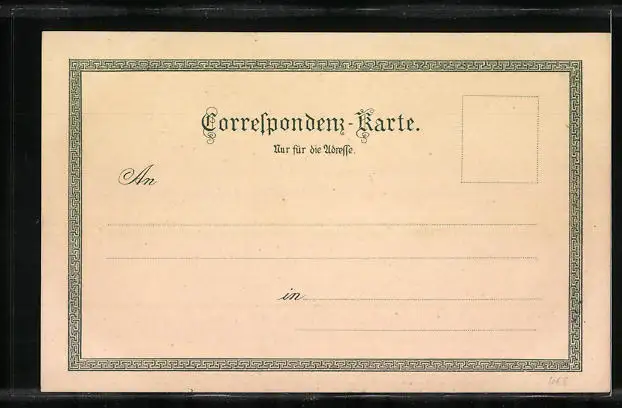 Correspondenz-Karte.
Nur für die Adresse.
An
in